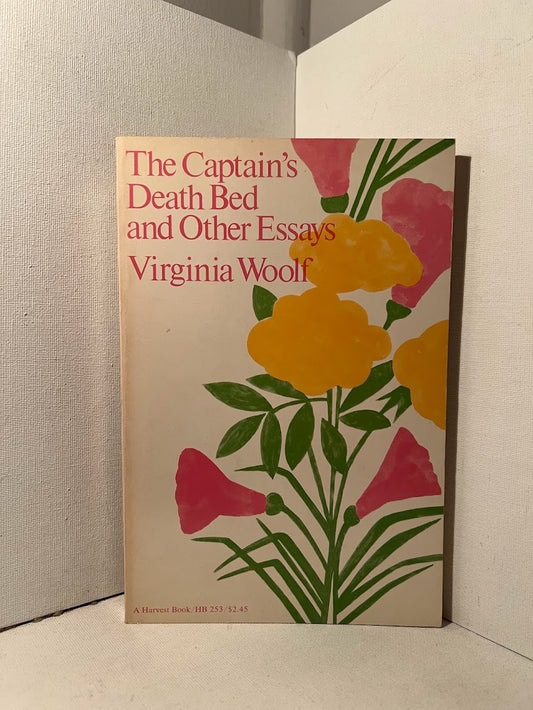 The Captain's
Death Bed
and Other Essays
Virginia Woolf
A Harvest Book/HB 253/$2.45